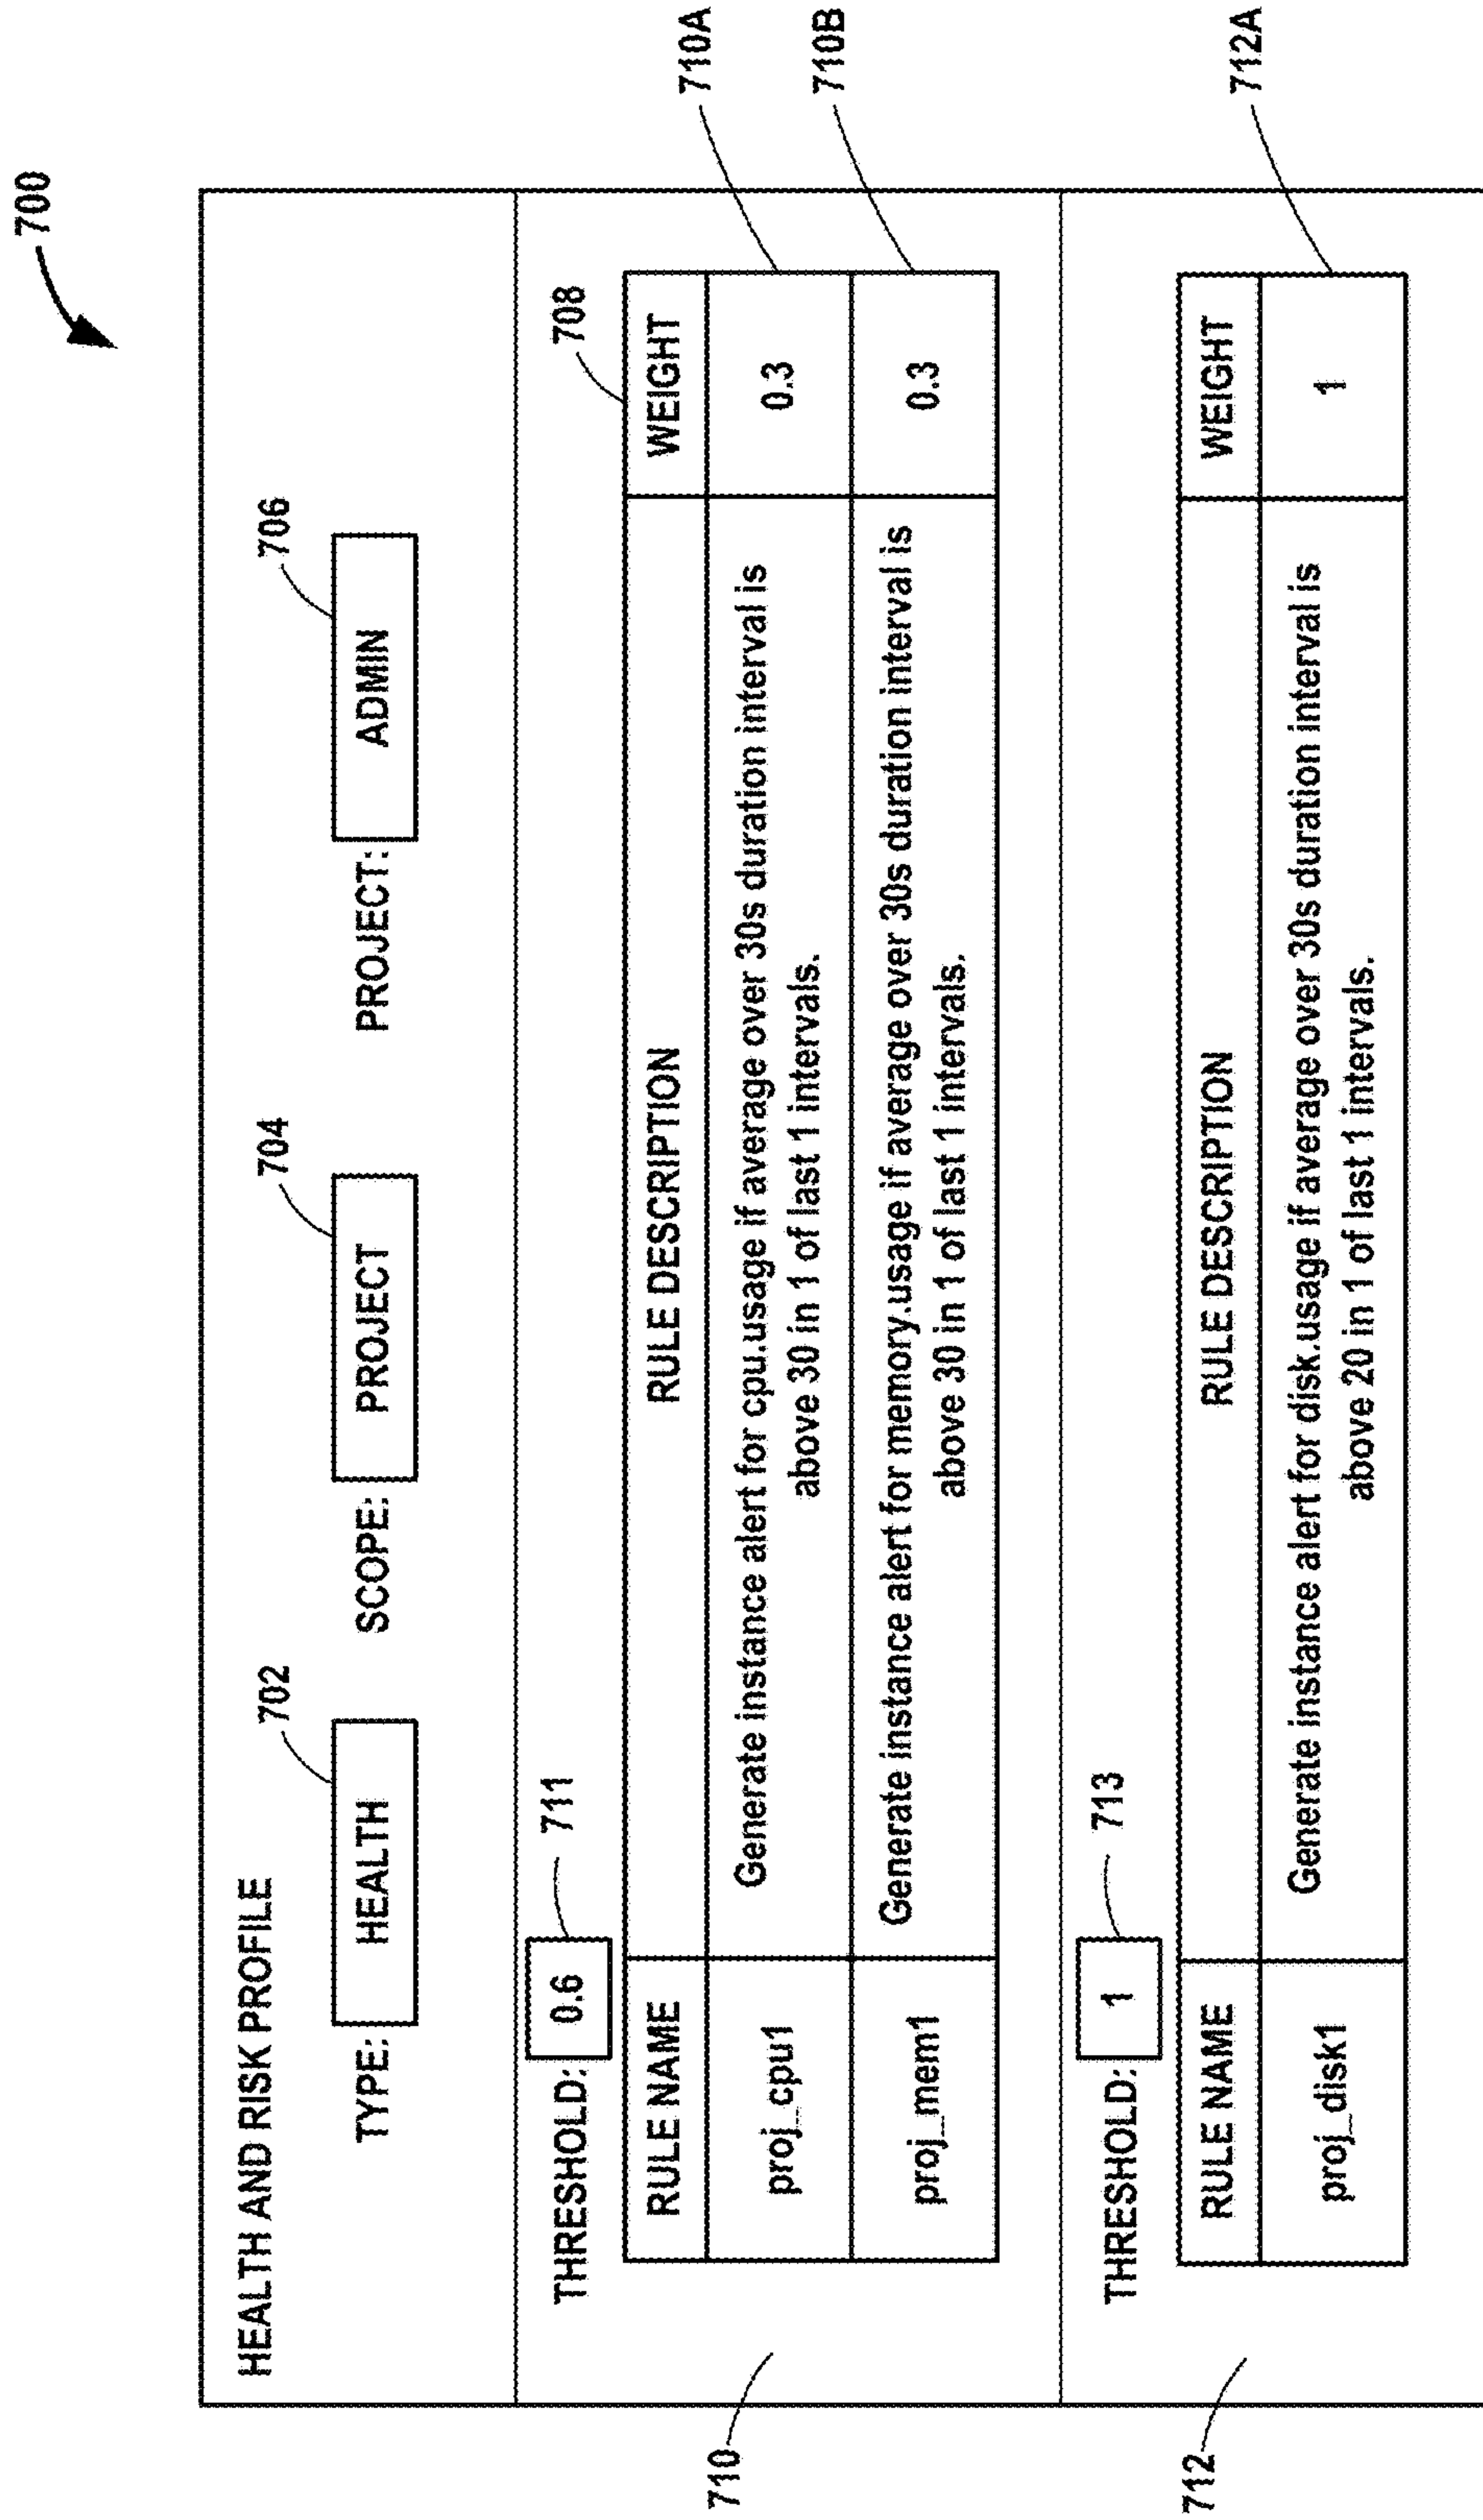 700
HEALTH AND RISK PROFILE
702
704
706
TYPE: HEALTH SCOPE: PROJECT PROJECT: ADMIN
711
THRESHOLD: 0.6
708
RULE NAME RULE DESCRIPTION WEIGHT
proj_cpu1 Generate instance alert for cpu.usage if average over 30s duration interval is 0.3
above 30 in 1 of last 1 intervals.
710A
proj_mem1 Generate instance alert for memory.usage if average over 30s duration interval is 0.3
above 30 in 1 of last 1 intervals.
710B
710
713
THRESHOLD: 1
RULE NAME RULE DESCRIPTION WEIGHT
proj_disk1 Generate instance alert for disk.usage if average over 30s duration interval is 1
above 20 in 1 of last 1 intervals.
712A
712